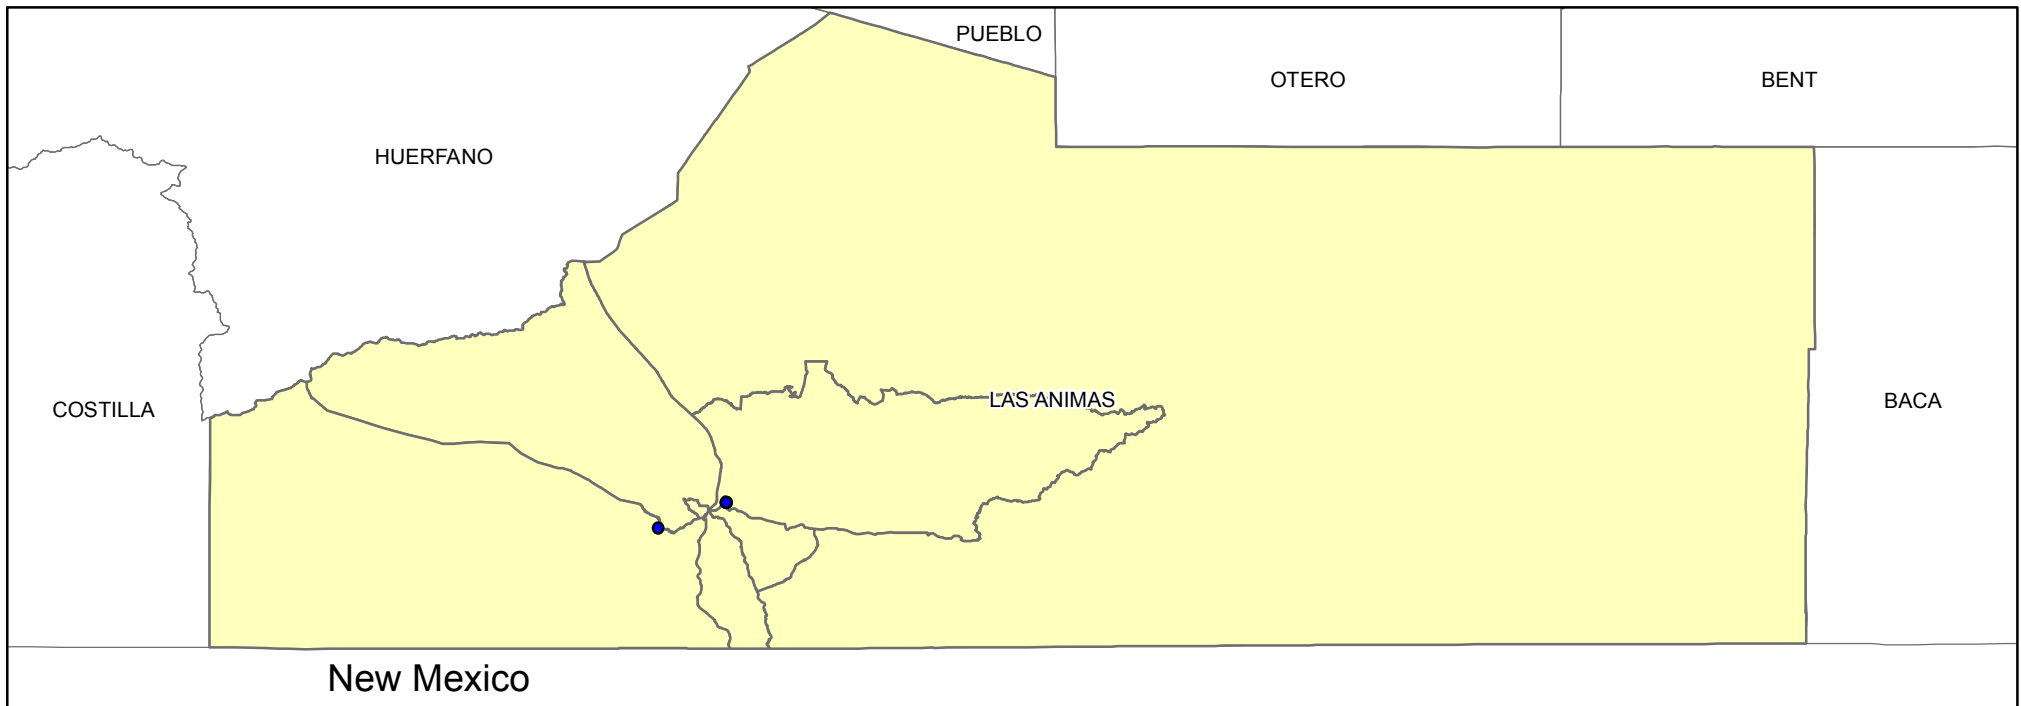 PUEBLO
OTERO
BENT
HUERFANO
LAS ANIMAS
COSTILLA
BACA
New Mexico